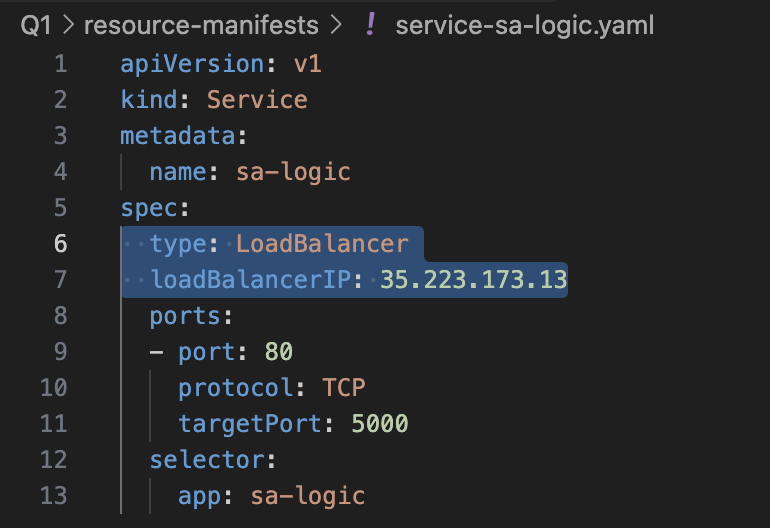 Q1 > resource-manifests > ! service-sa-logic.yaml
1 apiVersion: v1
2 kind: Service
3 metadata:
4   name: sa-logic
5 spec:
6   type: LoadBalancer
7   loadBalancerIP: 35.223.173.13
8   ports:
9   - port: 80
10     protocol: TCP
11     targetPort: 5000
12   selector:
13     app: sa-logic